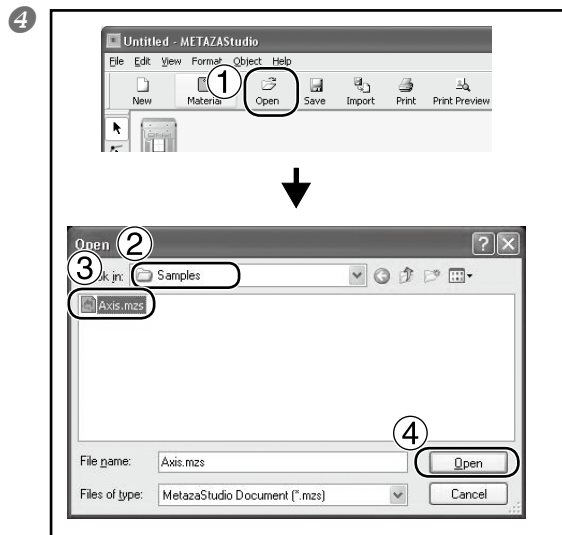 4
Untitled - METAZAStudio
File Edit View Format Object Help
1
New Material Open Save Import Print Print Preview
Open 2 ? X
3 k in: Samples
Axis.mzs
4
File name: Axis.mzs Open
Files of type: MetazaStudio Document (*.mzs) Cancel